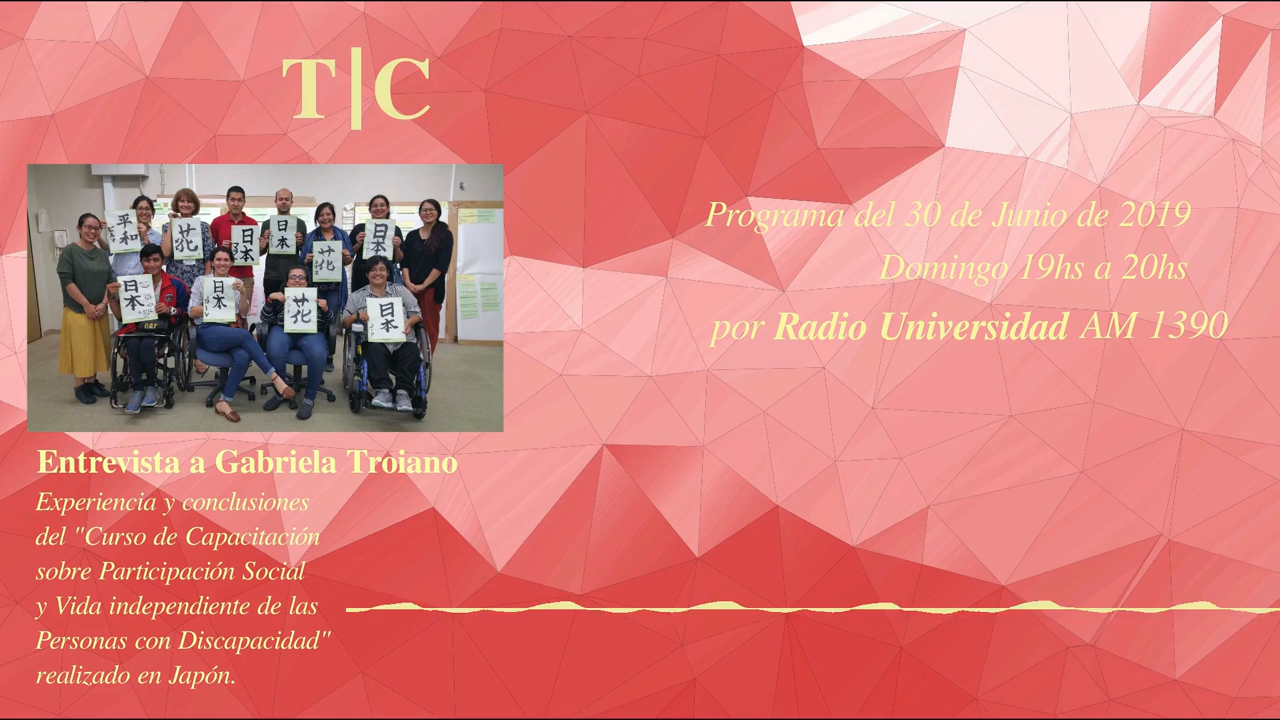 T|C
平和
花
日本
日本
花
日本
日本
日本
花
日本
Programa del 30 de Junio de 2019
Domingo 19hs a 20hs
por Radio Universidad AM 1390
Entrevista a Gabriela Troiano
Experiencia y conclusiones
del "Curso de Capacitación
sobre Participación Social
y Vida independiente de las
Personas con Discapacidad"
realizado en Japón.